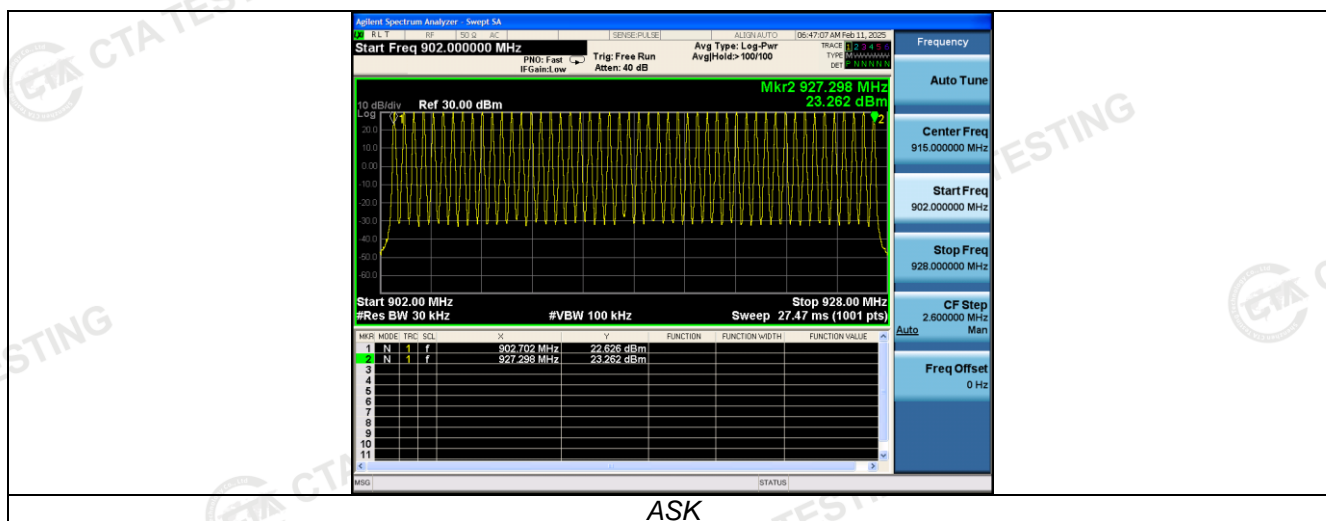 CTA TESTING
Agilent Spectrum Analyzer - Swept SA
RLT RF 50 Ω AC SENSE:PULSE ALIGNAUTO 06:47:07 AM Feb 11, 2025
Start Freq 902.000000 MHz
PNO: Fast
IFGain:Low
Trig: Free Run
Atten: 40 dB
Avg Type: Log-Pwr
Avg|Hold:> 100/100
TRACE 1 2 3 4 5 6
TYPE M
DET P N N N N N
Mkr2 927.298 MHz
23.262 dBm
10 dB/div Ref 30.00 dBm
Log
1
2
20.0
10.0
0.00
-10.0
-20.0
-30.0
-40.0
-50.0
-60.0
Start 902.00 MHz Stop 928.00 MHz
#Res BW 30 kHz #VBW 100 kHz Sweep 27.47 ms (1001 pts)
MKR MODE TRC SCL X Y FUNCTION FUNCTION WIDTH FUNCTION VALUE
1 N 1 f 902.702 MHz 22.626 dBm
2 N 1 f 927.298 MHz 23.262 dBm
3
4
5
6
7
8
9
10
11
MSG STATUS
Frequency
Auto Tune
Center Freq
915.000000 MHz
Start Freq
902.000000 MHz
Stop Freq
928.000000 MHz
CF Step
2.600000 MHz
Auto Man
Freq Offset
0 Hz
TESTING
CTA
STING
CTA
ESTING
ASK